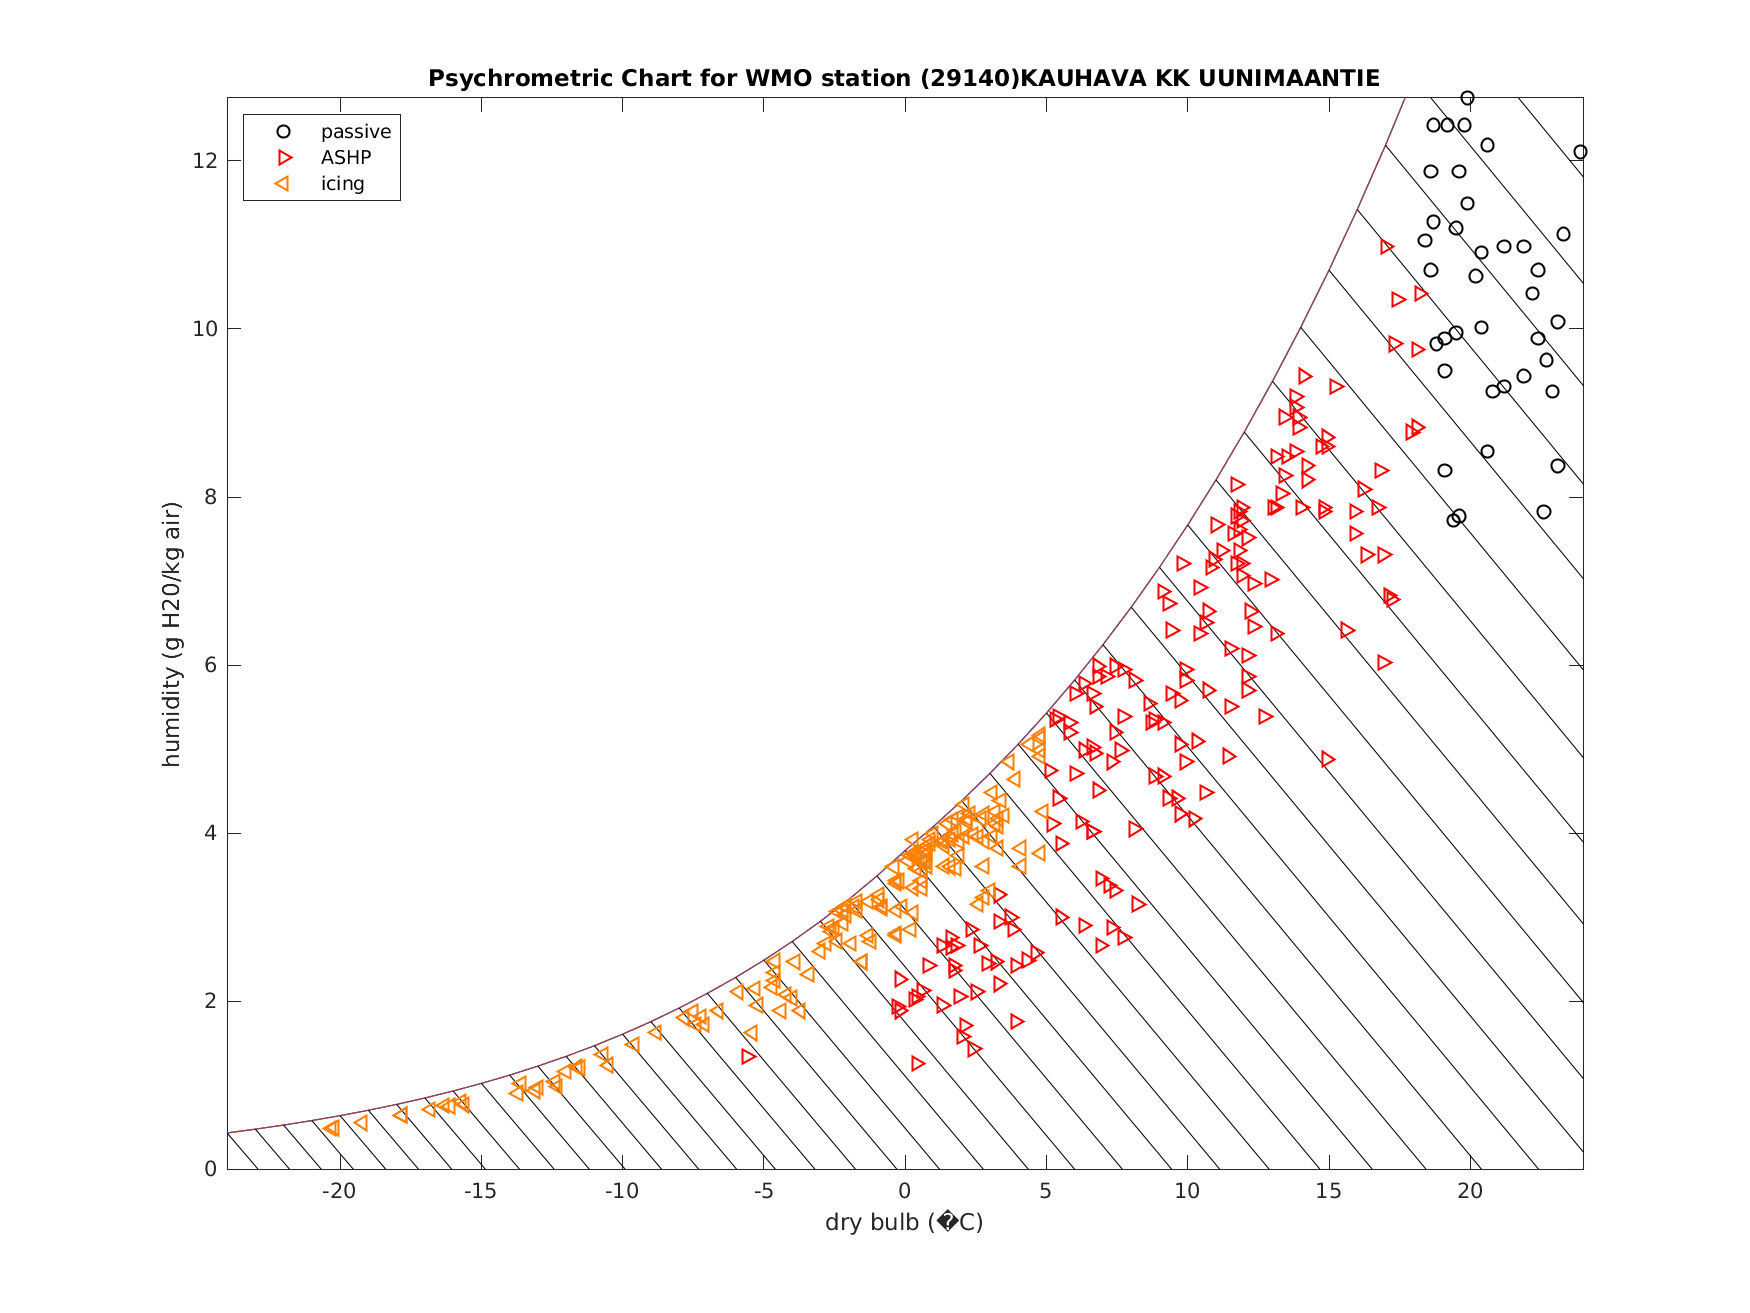 Psychrometric Chart for WMO station (29140)KAUHAVA KK UUNIMAANTIE
passive
ASHP
icing
humidity (g H20/kg air)
12
10
8
6
4
2
0
-20 -15 -10 -5 0 5 10 15 20
dry bulb (�C)